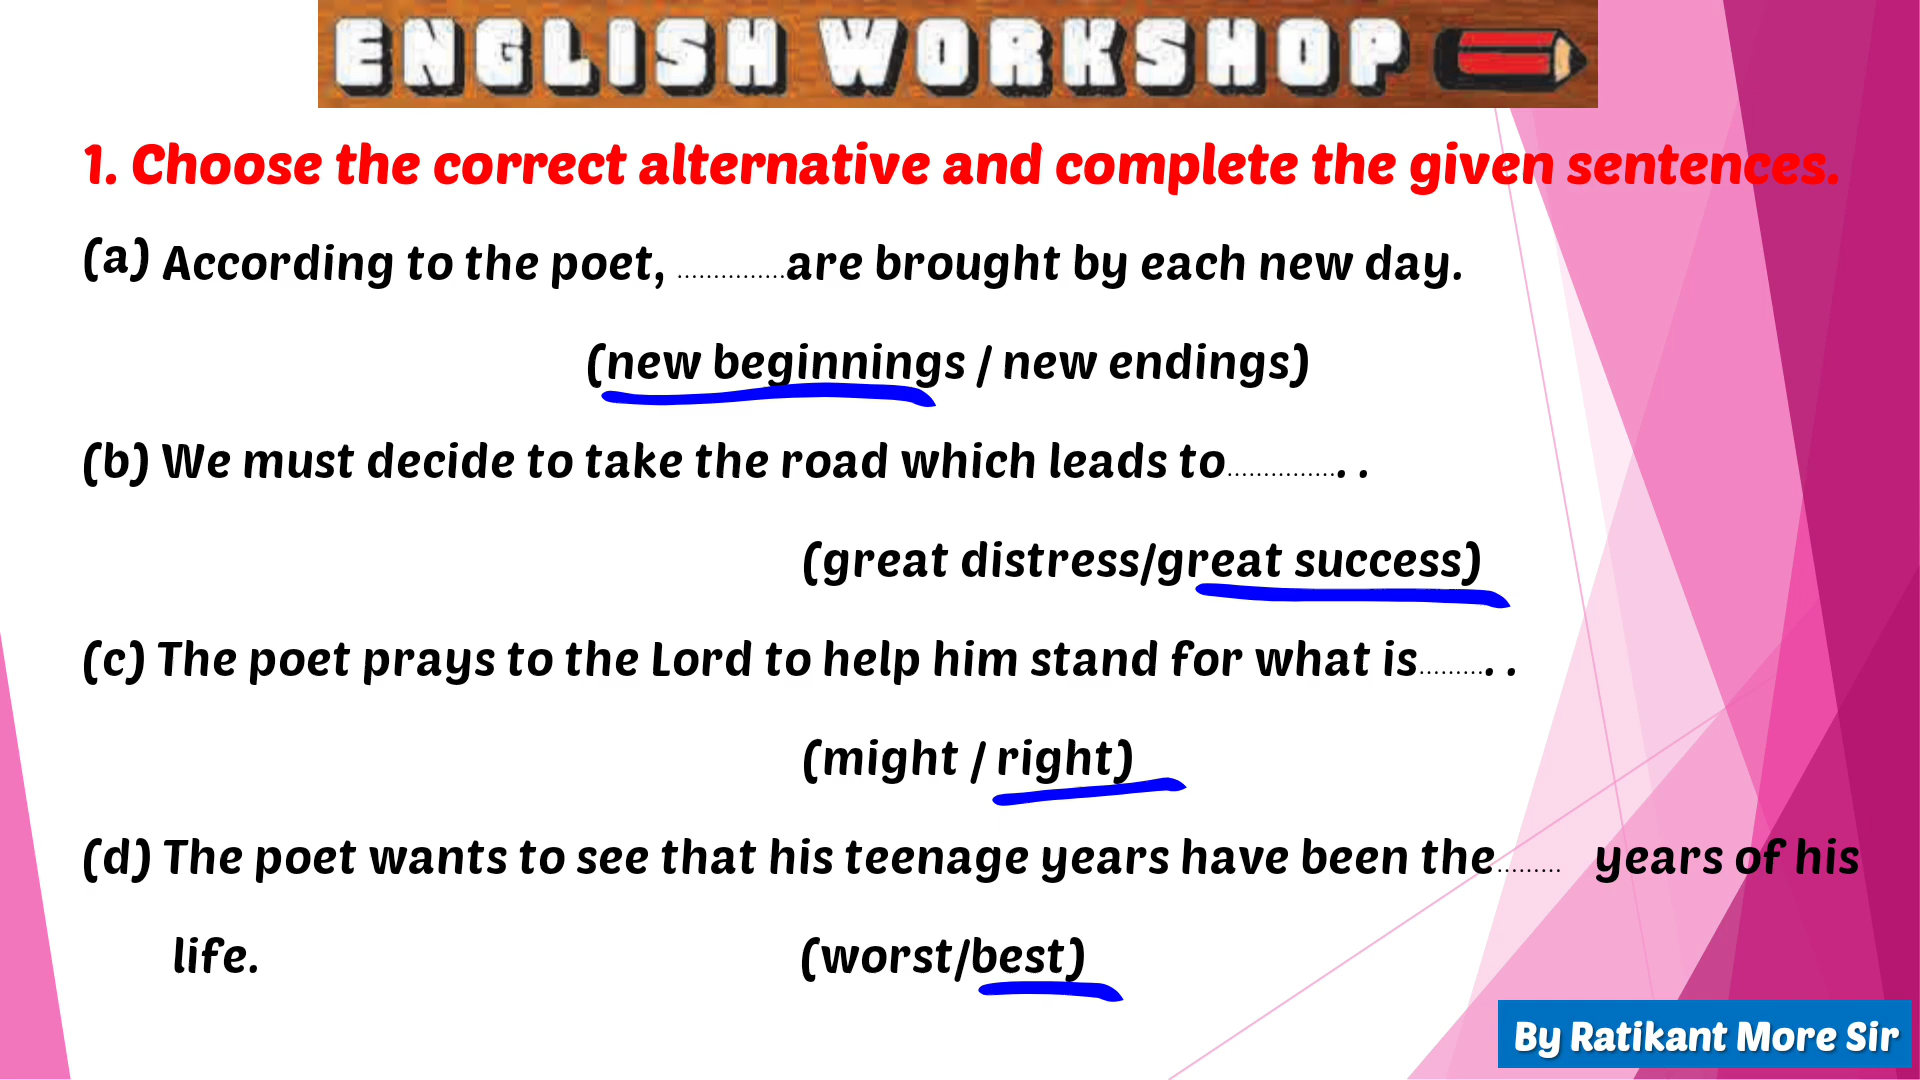 ENGLISH WORKSHOP
1. Choose the correct alternative and complete the given sentences.
(a) According to the poet, ...............are brought by each new day.
(new beginnings / new endings)
(b) We must decide to take the road which leads to................ .
(great distress/great success)
(c) The poet prays to the Lord to help him stand for what is.......... .
(might / right)
(d) The poet wants to see that his teenage years have been the......... years of his
life. (worst/best)
By Ratikant More Sir